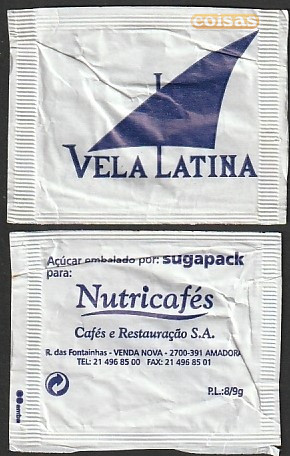 coisas
VELA LATINA
Açúcar embalado por: sugapack
para:
Nutricafés
Cafés e Restauração S.A.
R. das Fontainhas - VENDA NOVA - 2700-391 AMADORA
TEL: 21 496 85 00 FAX: 21 496 85 01
P.L.: 8/9g
emba